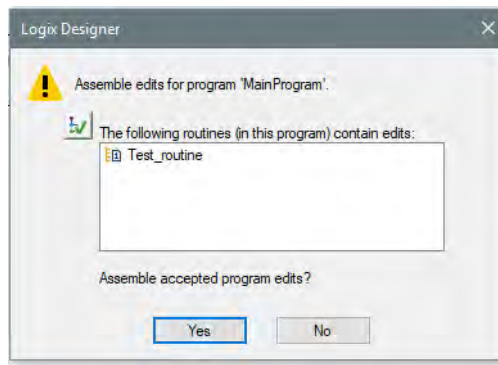 Logix Designer
Assemble edits for program 'MainProgram'.
The following routines (in this program) contain edits:
Test_routine
Assemble accepted program edits?
Yes
No